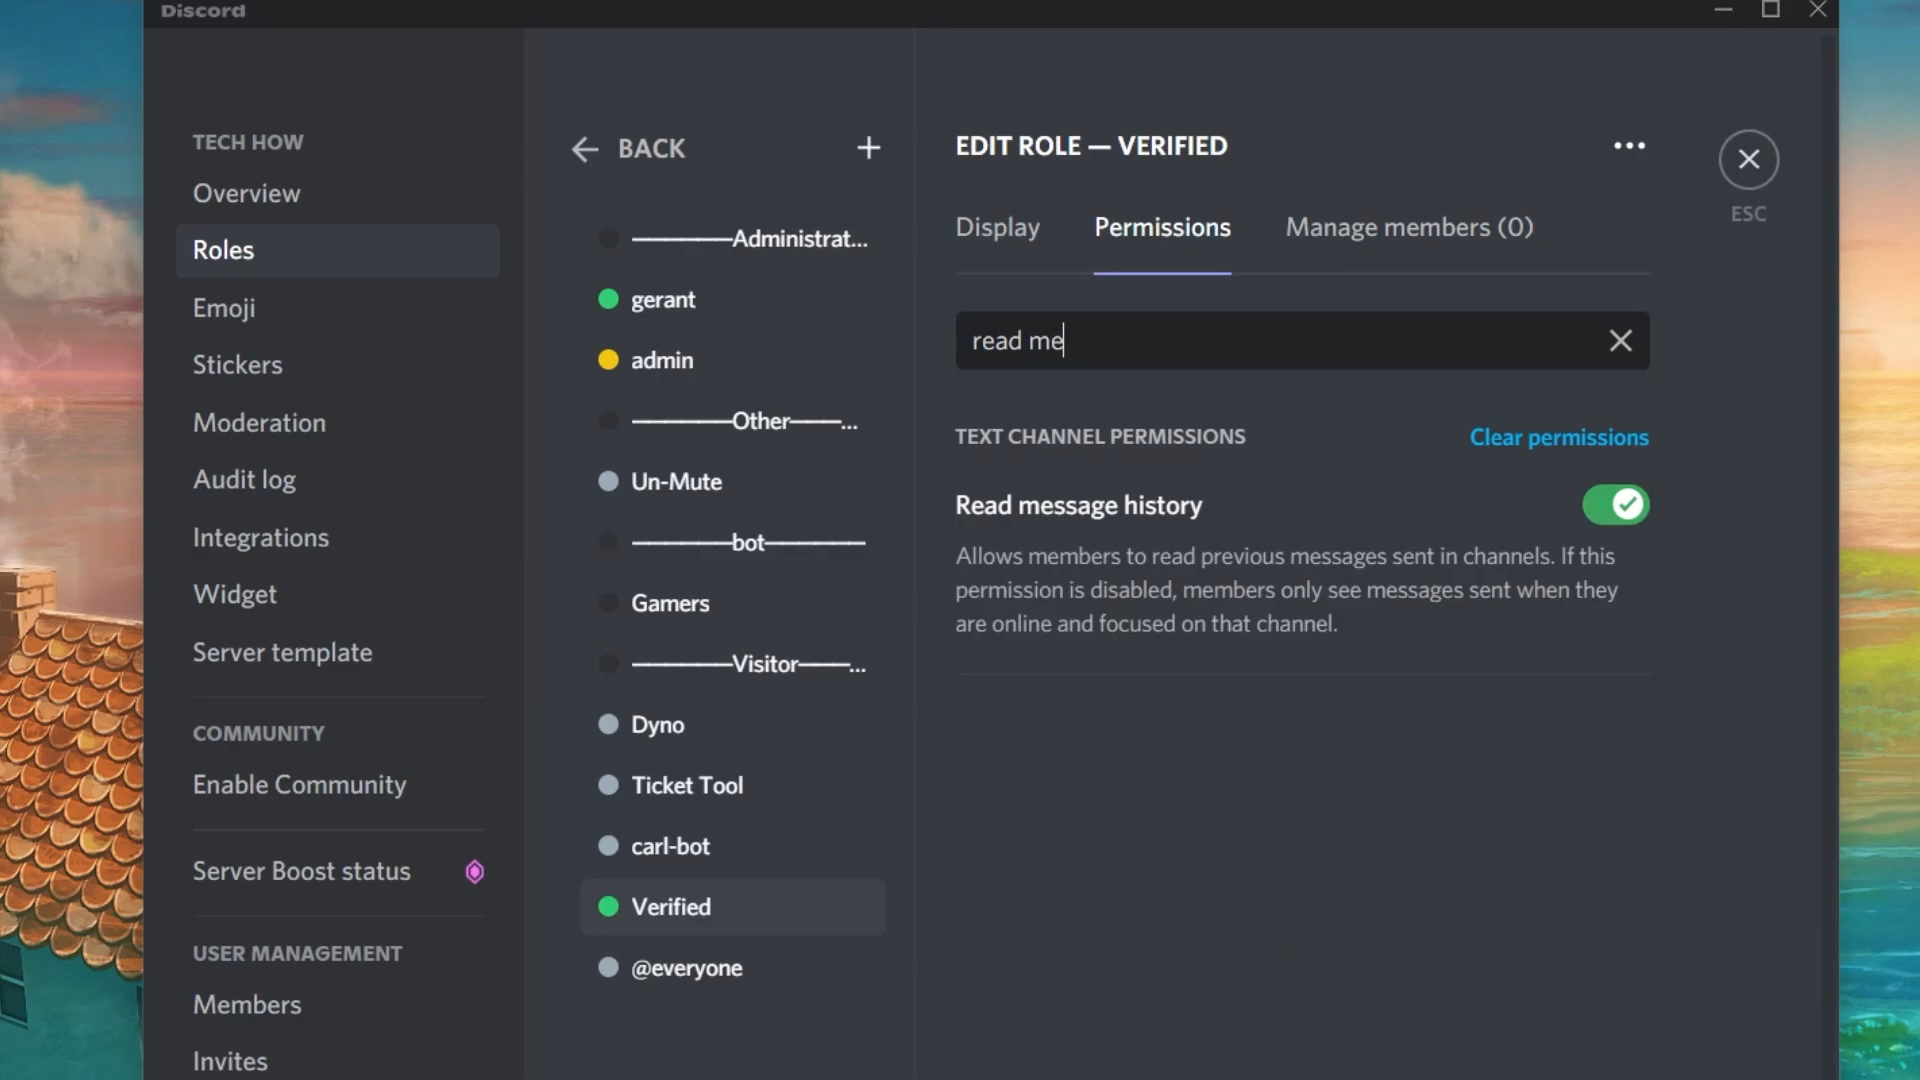 Discord
TECH HOW
Overview
Roles
Emoji
Stickers
Moderation
Audit log
Integrations
Widget
Server template
COMMUNITY
Enable Community
Server Boost status
USER MANAGEMENT
Members
Invites
BACK
————Administrat...
gerant
admin
————Other——...
Un-Mute
————bot————
Gamers
————Visitor——...
Dyno
Ticket Tool
carl-bot
Verified
@everyone
EDIT ROLE — VERIFIED
Display Permissions Manage members (0)
read me
TEXT CHANNEL PERMISSIONS Clear permissions
Read message history
Allows members to read previous messages sent in channels. If this
permission is disabled, members only see messages sent when they
are online and focused on that channel.
ESC